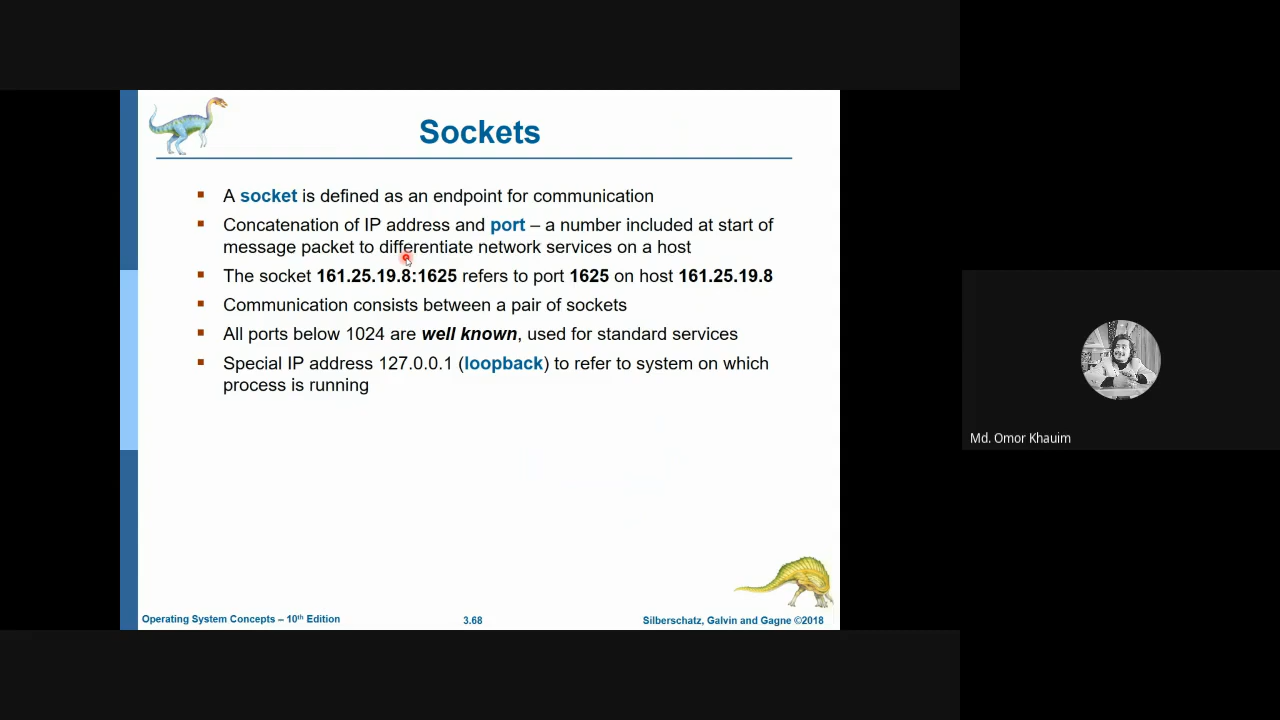 Sockets
▪ A socket is defined as an endpoint for communication
▪ Concatenation of IP address and port – a number included at start of
message packet to differentiate network services on a host
▪ The socket 161.25.19.8:1625 refers to port 1625 on host 161.25.19.8
▪ Communication consists between a pair of sockets
▪ All ports below 1024 are well known, used for standard services
▪ Special IP address 127.0.0.1 (loopback) to refer to system on which
process is running
Operating System Concepts – 10th Edition
3.68
Silberschatz, Galvin and Gagne ©2018
Md. Omor Khauim